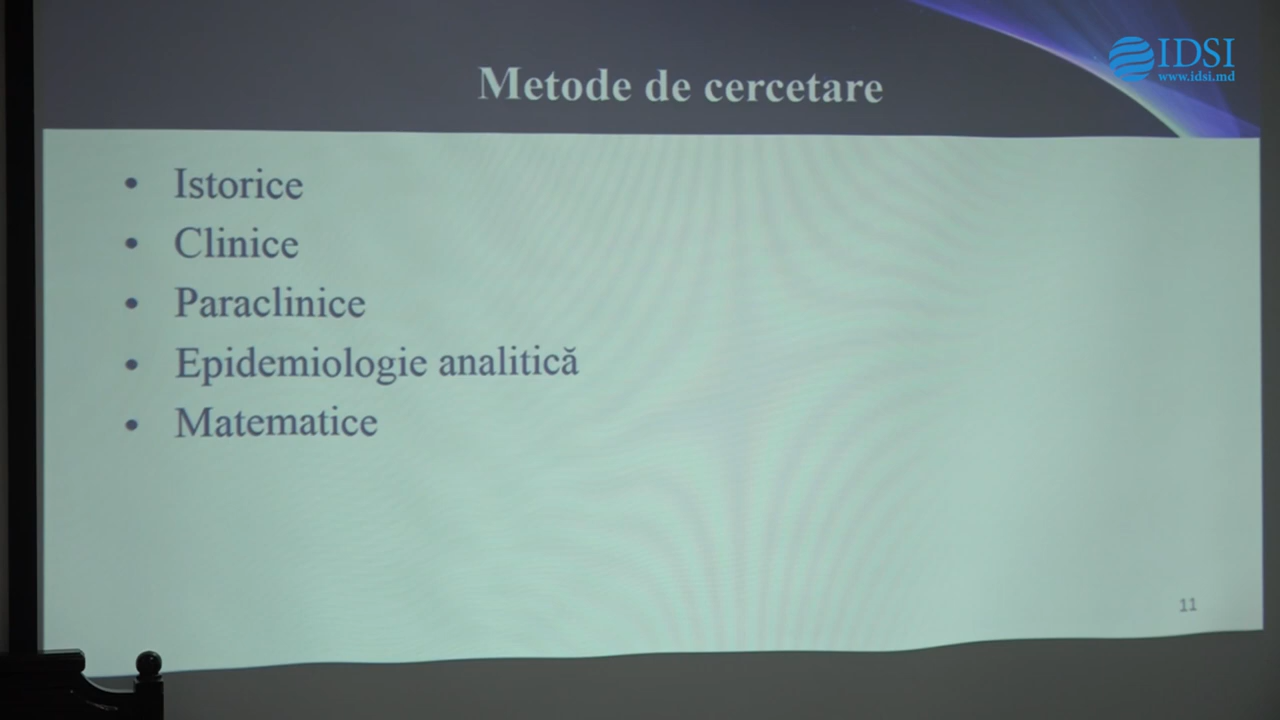 IDSI
www.idsi.md
Metode de cercetare
• Istorice
• Clinice
• Paraclinice
• Epidemiologie analitică
• Matematice
11